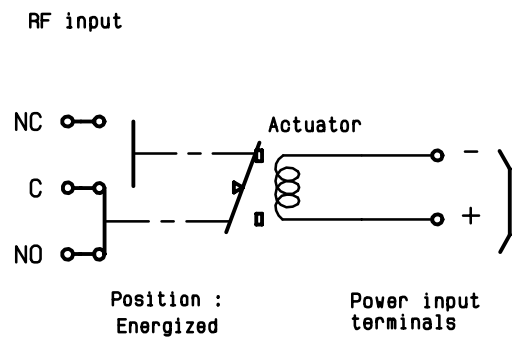 RF input
NC
Actuator
-
C
+
NO
Position :
Energized
Power input
terminals